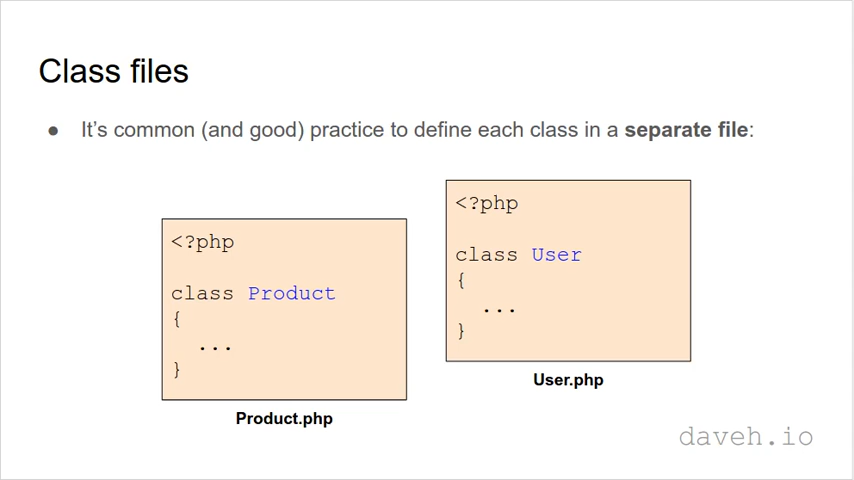 Class files
● It's common (and good) practice to define each class in a separate file:
<?php
class Product
{
...
}
Product.php
<?php
class User
{
...
}
User.php
daveh.io